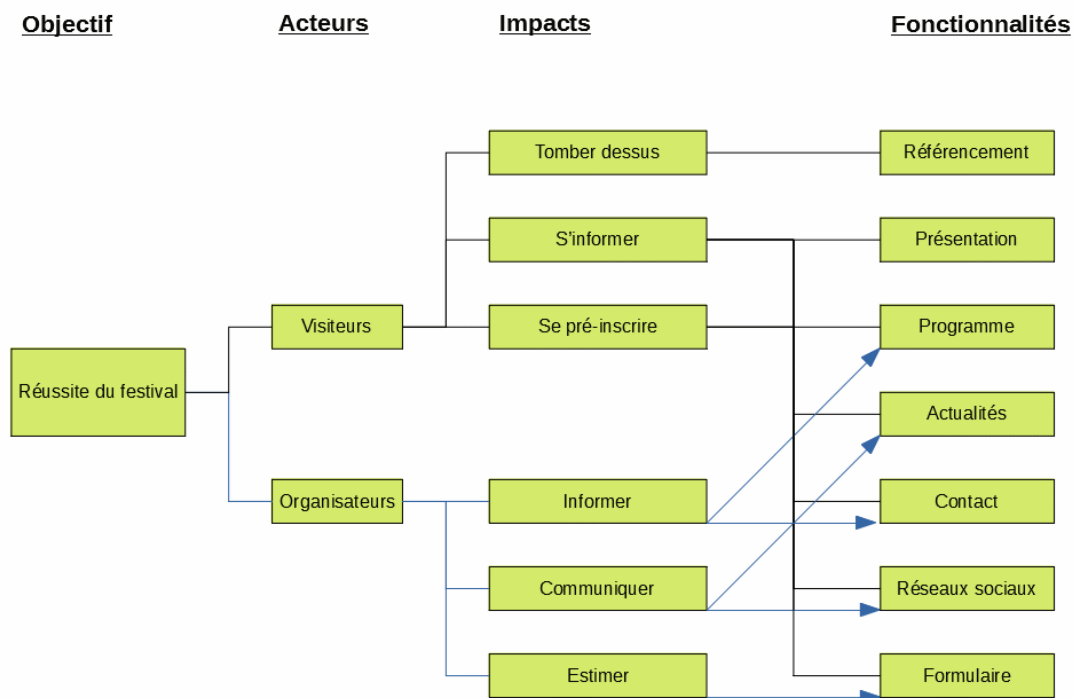 Objectif
Acteurs
Impacts
Fonctionnalités
Tomber dessus
Référencement
S'informer
Présentation
Visiteurs
Se pré-inscrire
Programme
Réussite du festival
Actualités
Organisateurs
Informer
Contact
Communiquer
Réseaux sociaux
Estimer
Formulaire